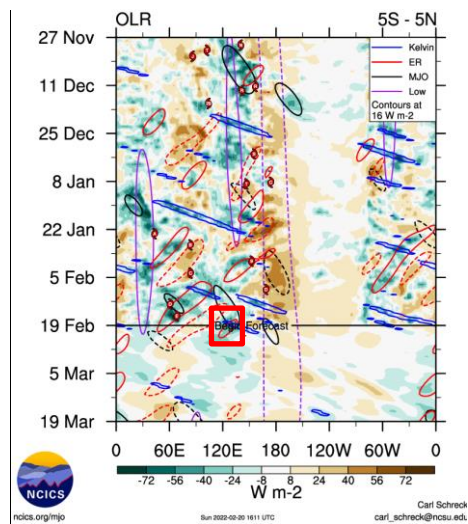 OLR 5S - 5N
27 Nov
11 Dec
25 Dec
8 Jan
22 Jan
5 Feb
19 Feb
5 Mar
19 Mar
Kelvin
ER
MJO
Low
Contours at
16 W m-2
Forecast
0 60E 120E 180 120W 60W 0
-72 -56 -40 -24 -8 8 24 40 56 72
W m-2
NCICS
ncics.org/mjo
Sun 2022-02-20 1611 UTC
Carl Schreck
carl_schreck@ncsu.edu